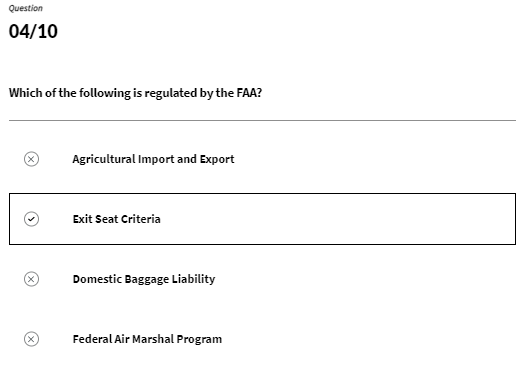 Question
04/10
Which of the following is regulated by the FAA?
Agricultural Import and Export
Exit Seat Criteria
Domestic Baggage Liability
Federal Air Marshal Program